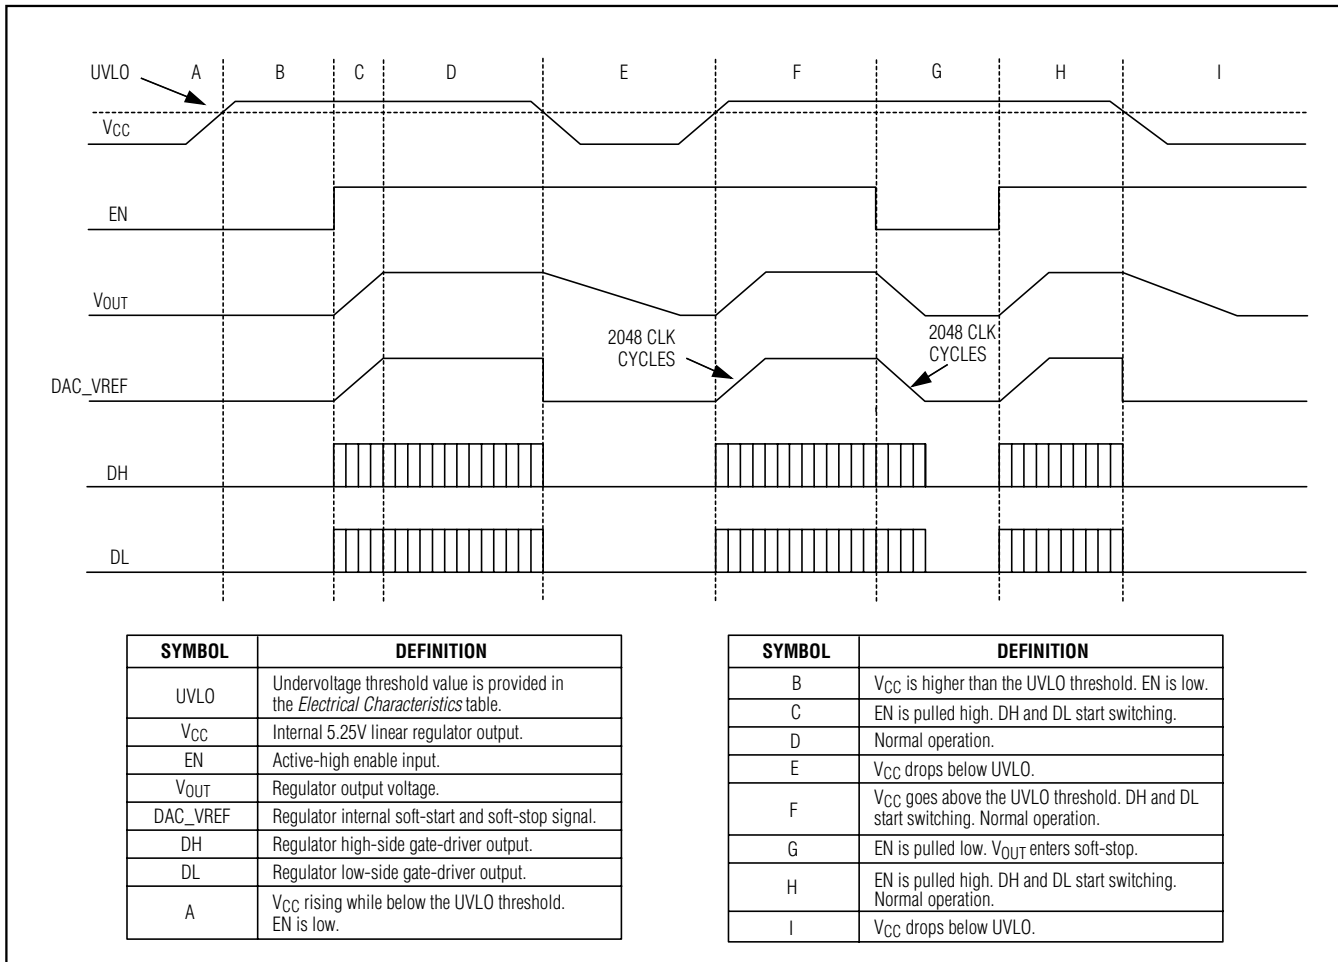 UVLO A B C D E F G H I
VCC
EN
VOUT
2048 CLK
CYCLES
2048 CLK
CYCLES
DAC_VREF
DH
DL
SYMBOL DEFINITION
UVLO Undervoltage threshold value is provided in
the Electrical Characteristics table.
VCC Internal 5.25V linear regulator output.
EN Active-high enable input.
VOUT Regulator output voltage.
DAC_VREF Regulator internal soft-start and soft-stop signal.
DH Regulator high-side gate-driver output.
DL Regulator low-side gate-driver output.
A VCC rising while below the UVLO threshold.
EN is low.
SYMBOL DEFINITION
B VCC is higher than the UVLO threshold. EN is low.
C EN is pulled high. DH and DL start switching.
D Normal operation.
E VCC drops below UVLO.
F VCC goes above the UVLO threshold. DH and DL
start switching. Normal operation.
G EN is pulled low. VOUT enters soft-stop.
H EN is pulled high. DH and DL start switching.
Normal operation.
I VCC drops below UVLO.